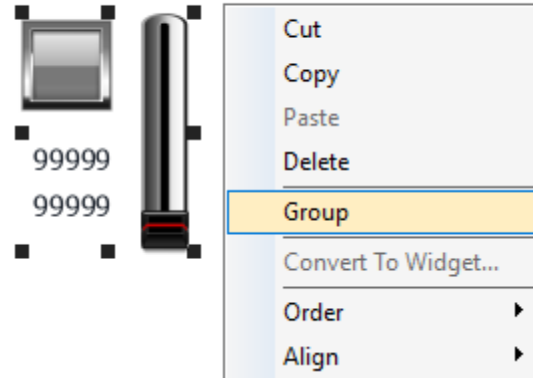 99999
99999
Cut
Copy
Paste
Delete
Group
Convert To Widget...
Order
Align